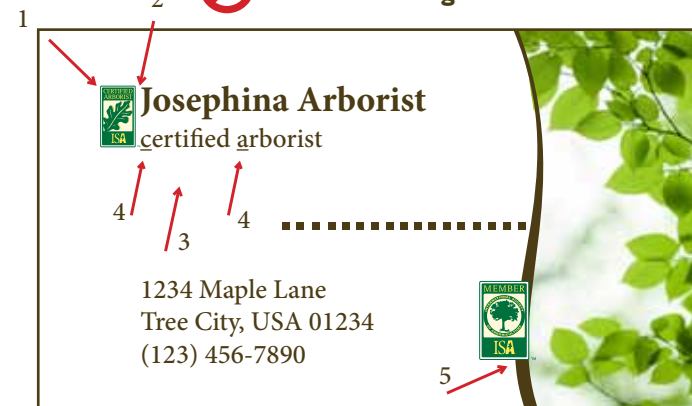 1
2
CERTIFIED
ARBORIST
ISA
Josephina Arborist
certified arborist
4
3
4
1234 Maple Lane
Tree City, USA 01234
(123) 456-7890
MEMBER
ISA
5